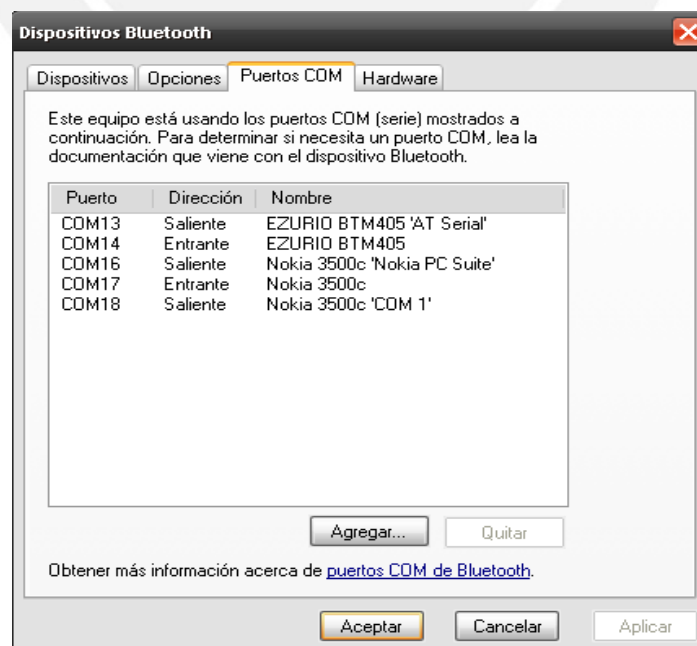 Dispositivos Bluetooth
Dispositivos Opciones Puertos COM Hardware
Este equipo está usando los puertos COM (serie) mostrados a
continuación. Para determinar si necesita un puerto COM, lea la
documentación que viene con el dispositivo Bluetooth.
Puerto Dirección Nombre
COM13 Saliente EZURIO BTM405 'AT Serial'
COM14 Entrante EZURIO BTM405
COM16 Saliente Nokia 3500c 'Nokia PC Suite'
COM17 Entrante Nokia 3500c
COM18 Saliente Nokia 3500c 'COM 1'
Agregar... Quitar
Obtener más información acerca de puertos COM de Bluetooth.
Aceptar Cancelar Aplicar